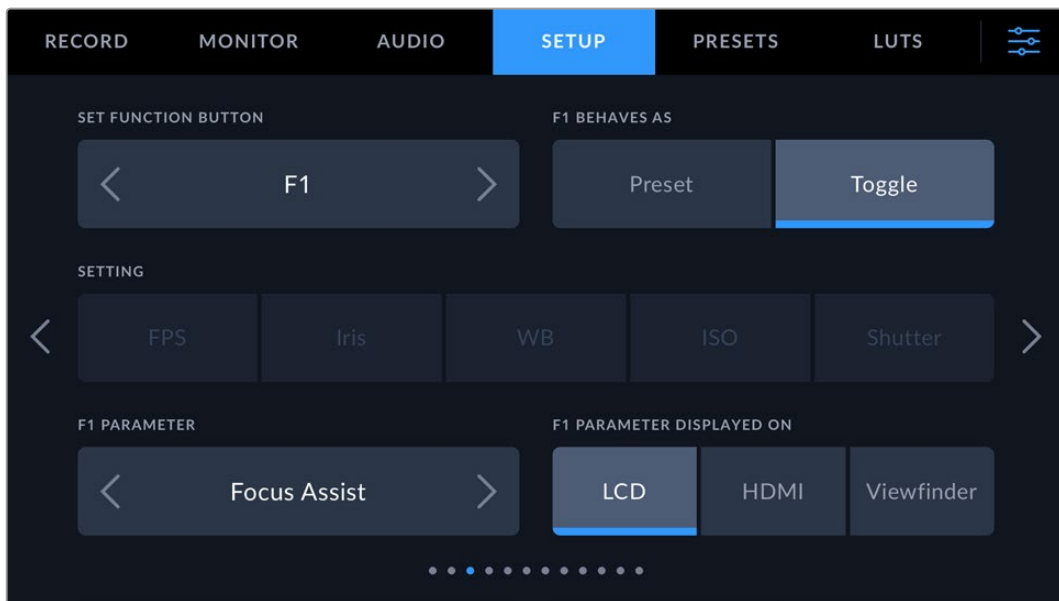 RECORD MONITOR AUDIO SETUP PRESETS LUTS
SET FUNCTION BUTTON F1 BEHAVES AS
F1 Preset Toggle
SETTING
FPS Iris WB ISO Shutter
F1 PARAMETER F1 PARAMETER DISPLAYED ON
Focus Assist LCD HDMI Viewfinder